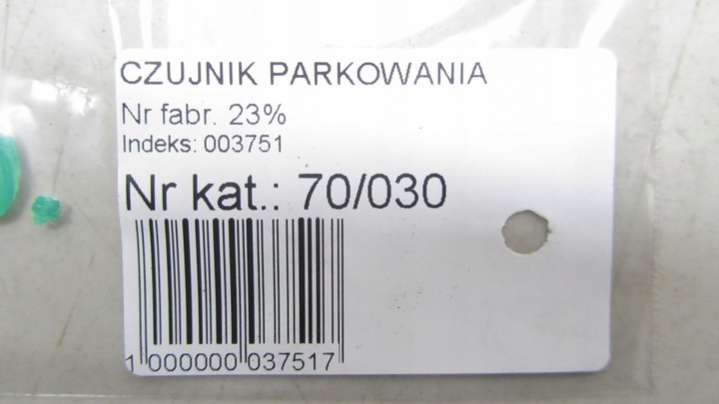 CZUJNIK PARKOWANIA
Nr fabr. 23%
Indeks: 003751
Nr kat.: 70/030
1 000000 037517